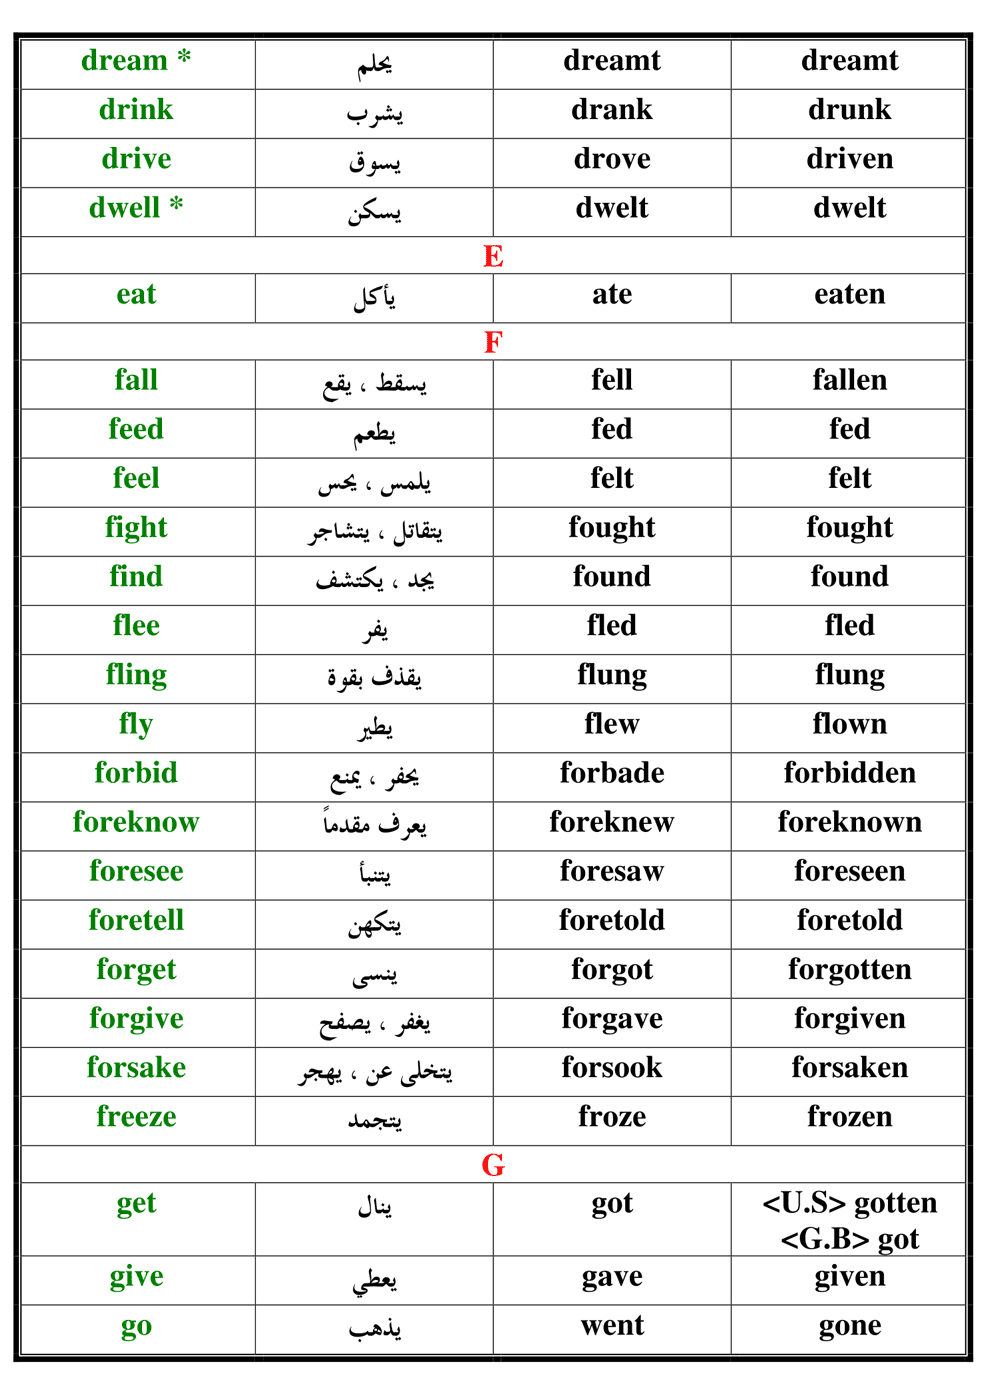 dream * يحلم dreamt dreamt
drink يشرب drank drunk
drive يسوق drove driven
dwell * يسكن dwelt dwelt
E
eat يأكل ate eaten
F
fall يسقط ، يقع fell fallen
feed يطعم fed fed
feel يلمس ، يحس felt felt
fight يتقاتل ، يتشاجر fought fought
find يجد ، يكتشف found found
flee يفر fled fled
fling يقذف بقوة flung flung
fly يطير flew flown
forbid يحفر ، يمنع forbade forbidden
foreknow يعرف مقدماً foreknew foreknown
foresee يتنبأ foresaw foreseen
foretell يتكهن foretold foretold
forget ينسى forgot forgotten
forgive يغفر ، يصفح forgave forgiven
forsake يتخلى عن ، يهجر forsook forsaken
freeze يتجمد froze frozen
G
get ينال got <U.S> gotten
<G.B> got
give يعطي gave given
go يذهب went gone